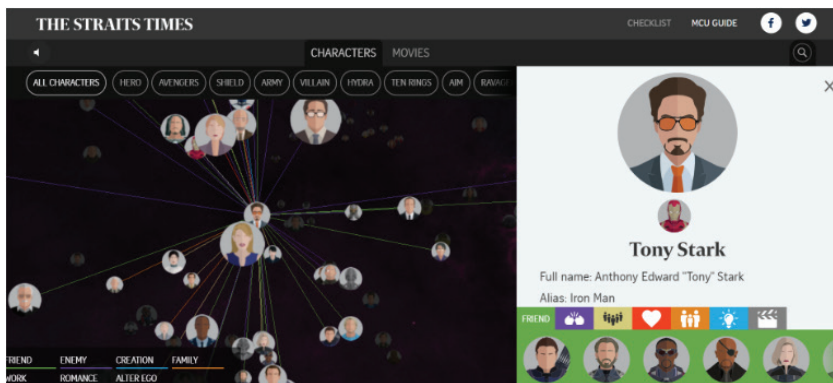 THE STRAITS TIMES
CHECKLIST MCU GUIDE
CHARACTERS MOVIES
ALL CHARACTERS HERO AVENGERS SHIELD ARMY VILLAIN HYDRA TEN RINGS AIM RAVAG
Tony Stark
Full name: Anthony Edward "Tony" Stark
Alias: Iron Man
FRIEND
FRIEND ENEMY CREATION FAMILY
WORK ROMANCE ALTER EGO